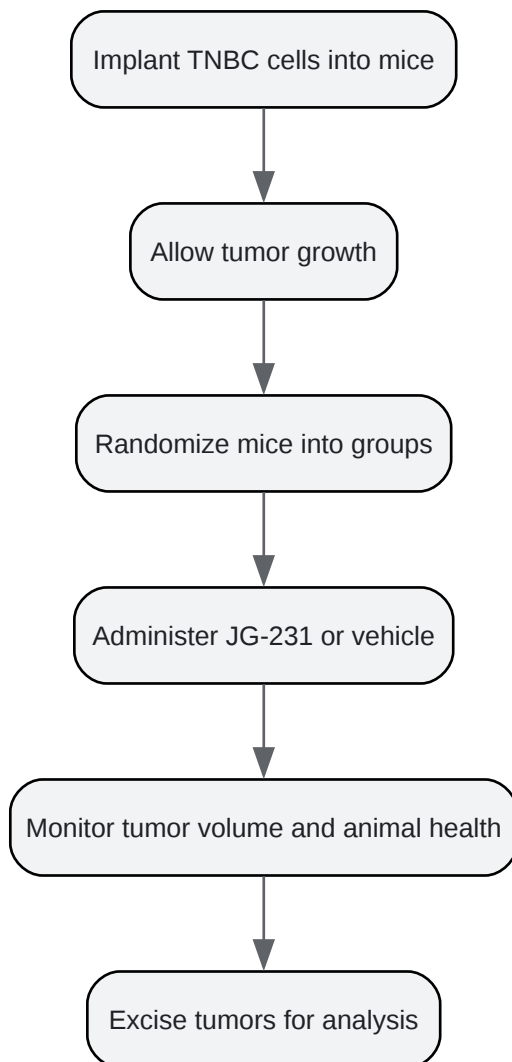 Implant TNBC cells into mice
Allow tumor growth
Randomize mice into groups
Administer JG-231 or vehicle
Monitor tumor volume and animal health
Excise tumors for analysis